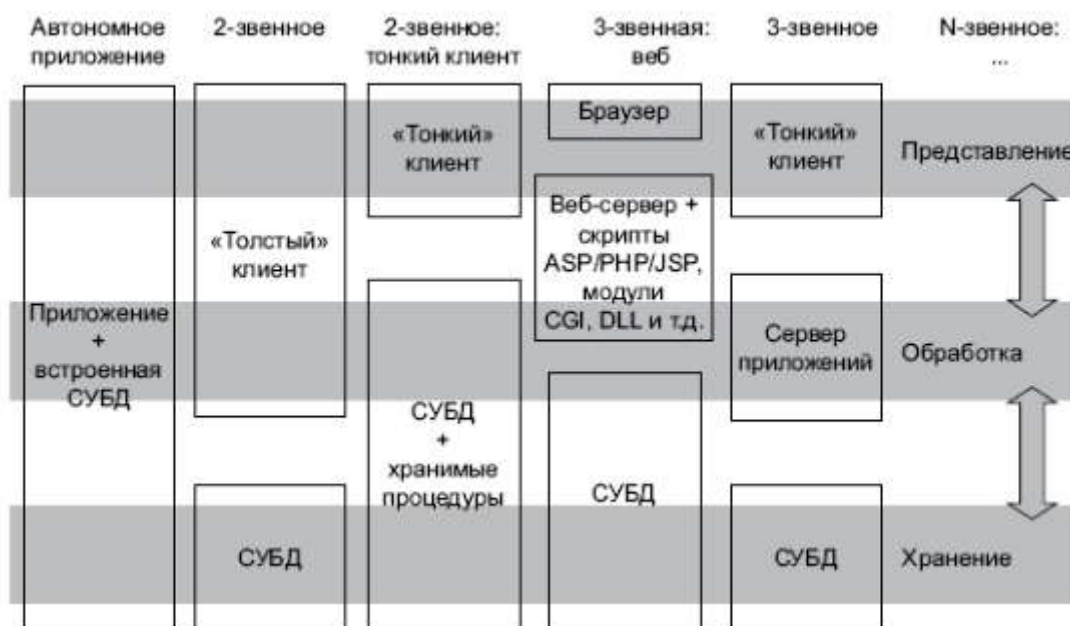 Автономное
приложение
2-звенное
2-звенное:
тонкий клиент
3-звенная:
веб
3-звенное
N-звенное:
...
Приложение
+
встроенная
СУБД
«Толстый»
клиент
СУБД
«Тонкий»
клиент
СУБД
+
хранимые
процедуры
Браузер
Веб-сервер +
скрипты
ASP/PHP/JSP,
модули
CGI, DLL и т.д.
СУБД
«Тонкий»
клиент
Сервер
приложений
СУБД
Представление
Обработка
Хранение